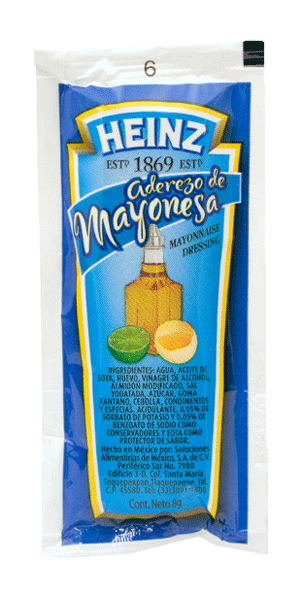 6
HEINZ
ESTD 1869 ESTD
aderezo de
Mayonesa
MAYONNAISE
DRESSING
INGREDIENTES: AGUA, ACEITE DE
SOYA, HUEVO, VINAGRE DE ALCOHOL,
ALMIDÓN MODIFICADO, SAL
YODATADA, AZÚCAR, GOMA
XANTANO, CEBOLLA, CONDIMENTOS
Y ESPECIAS, ACIDULANTE, 0.05% DE
SORBATO DE POTASIO Y 0.05% DE
BENZOATO DE SODIO COMO
CONSERVADORES Y EDTA COMO
PROTECTOR DE SABOR.
Hecho en México por: Soluciones
Alimenticias de México, S.A. de C.V.
Periférico Sur No. 7980
Edificio 3-D, Col. Santa María
Tequepexpan, Tlaquepaque, Jal.
C.P. 45580. Tel:
Cont. Neto 8g